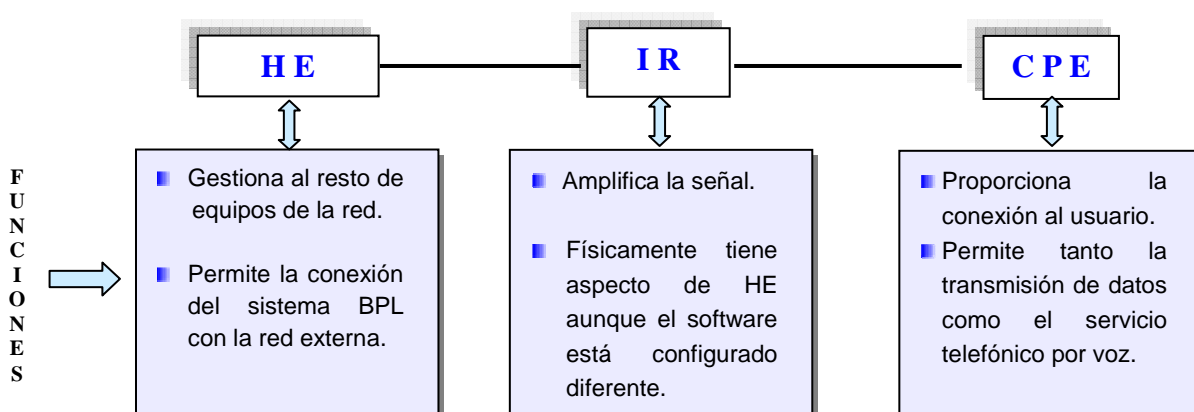 H E
I R
C P E
FUNCIONES
Gestiona al resto de
equipos de la red.
Permite la conexión
del sistema BPL
con la red externa.
Amplifica la señal.
Físicamente tiene
aspecto de HE
aunque el software
está configurado
diferente.
Proporciona la
conexión al usuario.
Permite tanto la
transmisión de datos
como el servicio
telefónico por voz.